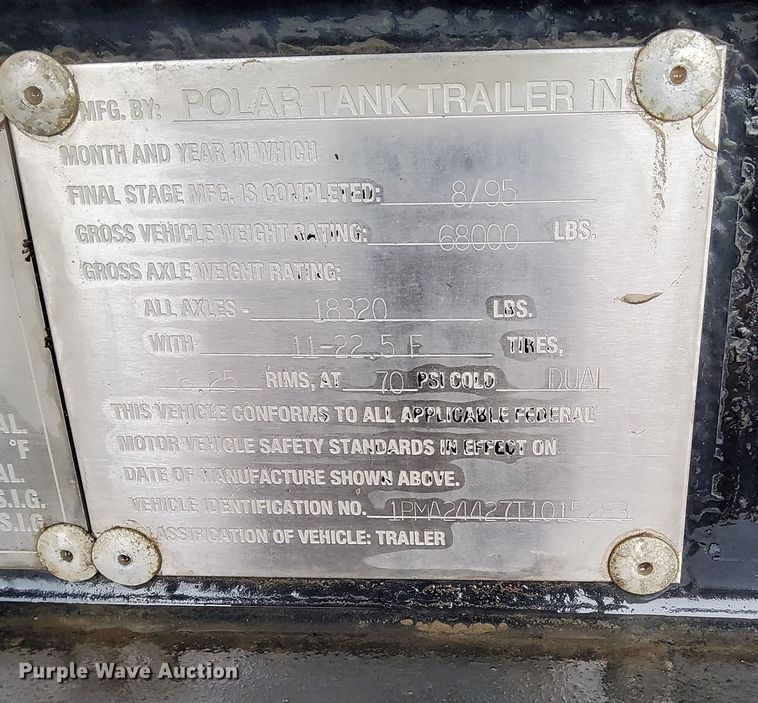 MFG. BY: POLAR TANK TRAILER IN
MONTH AND YEAR IN WHICH
FINAL STAGE MFG. IS COMPLETED: 8/95
GROSS VEHICLE WEIGHT RATING: 68000 LBS.
GROSS AXLE WEIGHT RATING:
ALL AXLES - 18320 LBS.
WITH 11-22.5 F TIRES,
8.25 RIMS, AT 70 PSI COLD DUAL
THIS VEHICLE CONFORMS TO ALL APPLICABLE FEDERAL
MOTOR VEHICLE SAFETY STANDARDS IN EFFECT ON
DATE OF MANUFACTURE SHOWN ABOVE.
VEHICLE IDENTIFICATION NO. 1PMA24427T1015283
CLASSIFICATION OF VEHICLE: TRAILER
AL.
°F
AL.
S.I.G.
S.I.G.
Purple Wave Auction